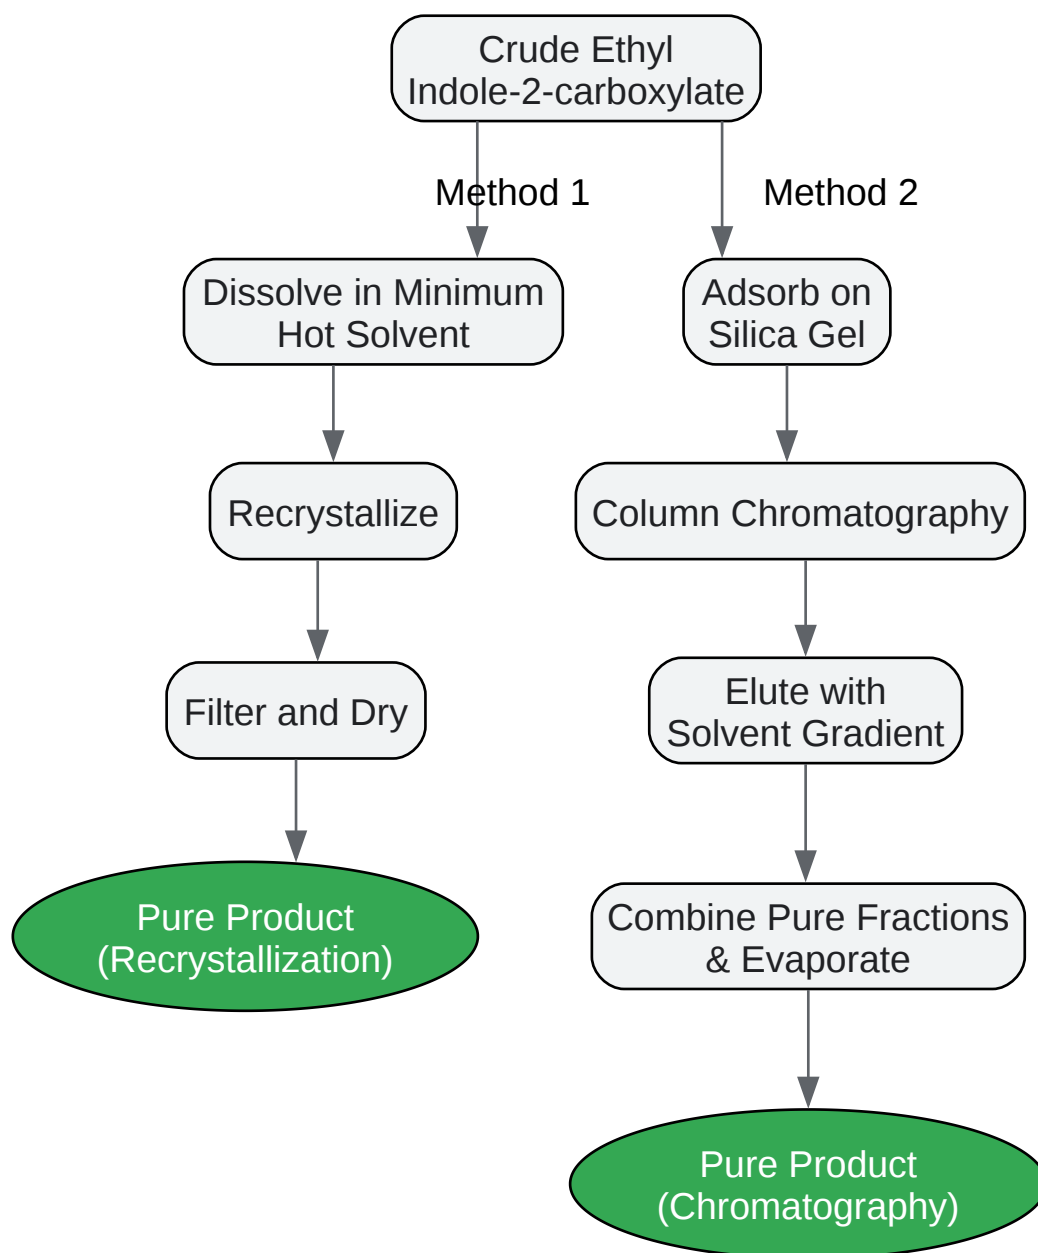 Crude Ethyl
Indole-2-carboxylate
Method 1
Method 2
Dissolve in Minimum
Hot Solvent
Adsorb on
Silica Gel
Recrystallize
Column Chromatography
Filter and Dry
Elute with
Solvent Gradient
Pure Product
(Recrystallization)
Combine Pure Fractions
& Evaporate
Pure Product
(Chromatography)